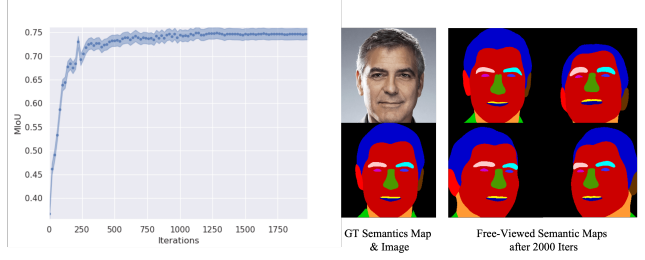 0.75
0.70
0.65
0.60
0.55
0.50
0.45
0.40
MIoU
0 250 500 750 1000 1250 1500 1750
Iterations
GT Semantics Map
& Image
Free-Viewed Semantic Maps
after 2000 Iters